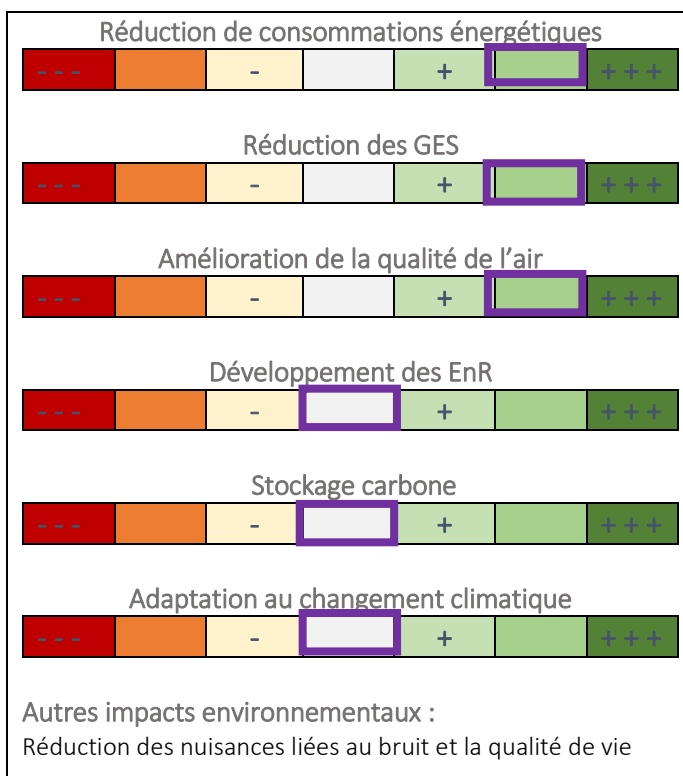 Réduction de consommations énergétiques
- - - - + + + +
Réduction des GES
- - - - + + + +
Amélioration de la qualité de l'air
- - - - + + + +
Développement des EnR
- - - - + + + +
Stockage carbone
- - - - + + + +
Adaptation au changement climatique
- - - - + + + +
Autres impacts environnementaux :
Réduction des nuisances liées au bruit et la qualité de vie